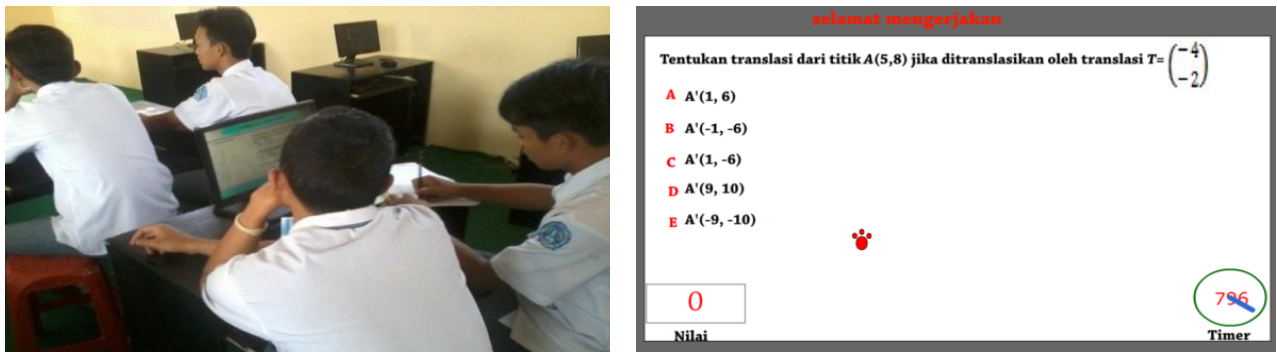 selamat mengerjakan
Tentukan translasi dari titik A(5,8) jika ditranslasikan oleh translasi T= (-4
-2)
A A'(1, 6)
B A'(-1, -6)
C A'(1, -6)
D A'(9, 10)
E A'(-9, -10)
0
Nilai
796
Timer